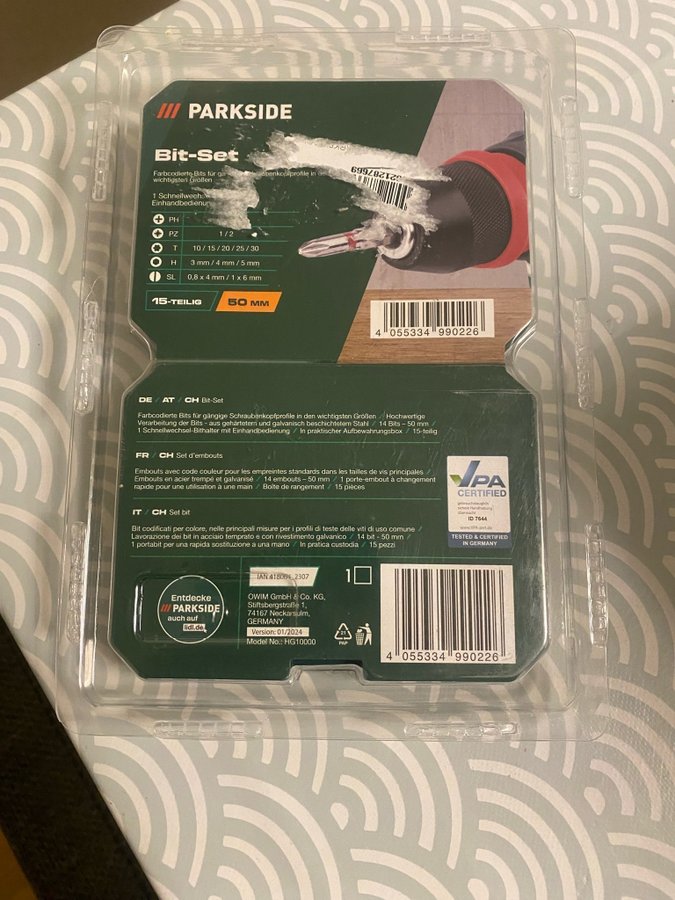 /// PARKSIDE
Bit-Set
Farbcodierte Bits für
in den
wichtigsten Größen
1
Einhandbedienun
PH
PZ 1 / 2
T 10 / 15 / 20 / 25 / 30
H 3 mm / 4 mm / 5 mm
SL 0,8 x 4 mm / 1 x 6 mm
15-TEILIG 50 MM
4 055334 990226
DE / AT / CH Bit-Set
Farbcodierte Bits für gängige Schraubenkopfprofile in den wichtigsten Größen / Hochwertige
Verarbeitung der Bits - aus gehärtetem und galvanisch beschichtetem Stahl / 14 Bits – 50 mm /
1 Schnellwechsel-Bithalter mit Einhandbedienung / In praktischer Aufbewahrungsbox / 15-teilig
FR / CH Set d'embouts
Embouts avec code couleur pour les empreintes standards dans les tailles de vis principales /
Embouts en acier trempé et galvanisé / 14 embouts – 50 mm / 1 porte-embout à changement
rapide pour une utilisation à une main / Boîte de rangement / 15 pièces
IT / CH Set bit
Bit codificati per colore, nelle principali misure per i profili di teste delle viti di uso comune /
Lavorazione dei bit in acciaio temprato e con rivestimento galvanico / 14 bit - 50 mm /
1 portabit per una rapida sostituzione a una mano / In pratica custodia / 15 pezzi
VPA
CERTIFIED
ID 7644
TESTED & CERTIFIED
IN GERMANY
Entdecke
/// PARKSIDE
auch auf
lidl.de
IAN 418064_2307
OWIM GmbH & Co. KG,
Stiftsbergstraße 1,
74167 Neckarsulm,
GERMANY
Version: 01/2024
Model No.: HG10000
1
21
PAP
4 055334 990226